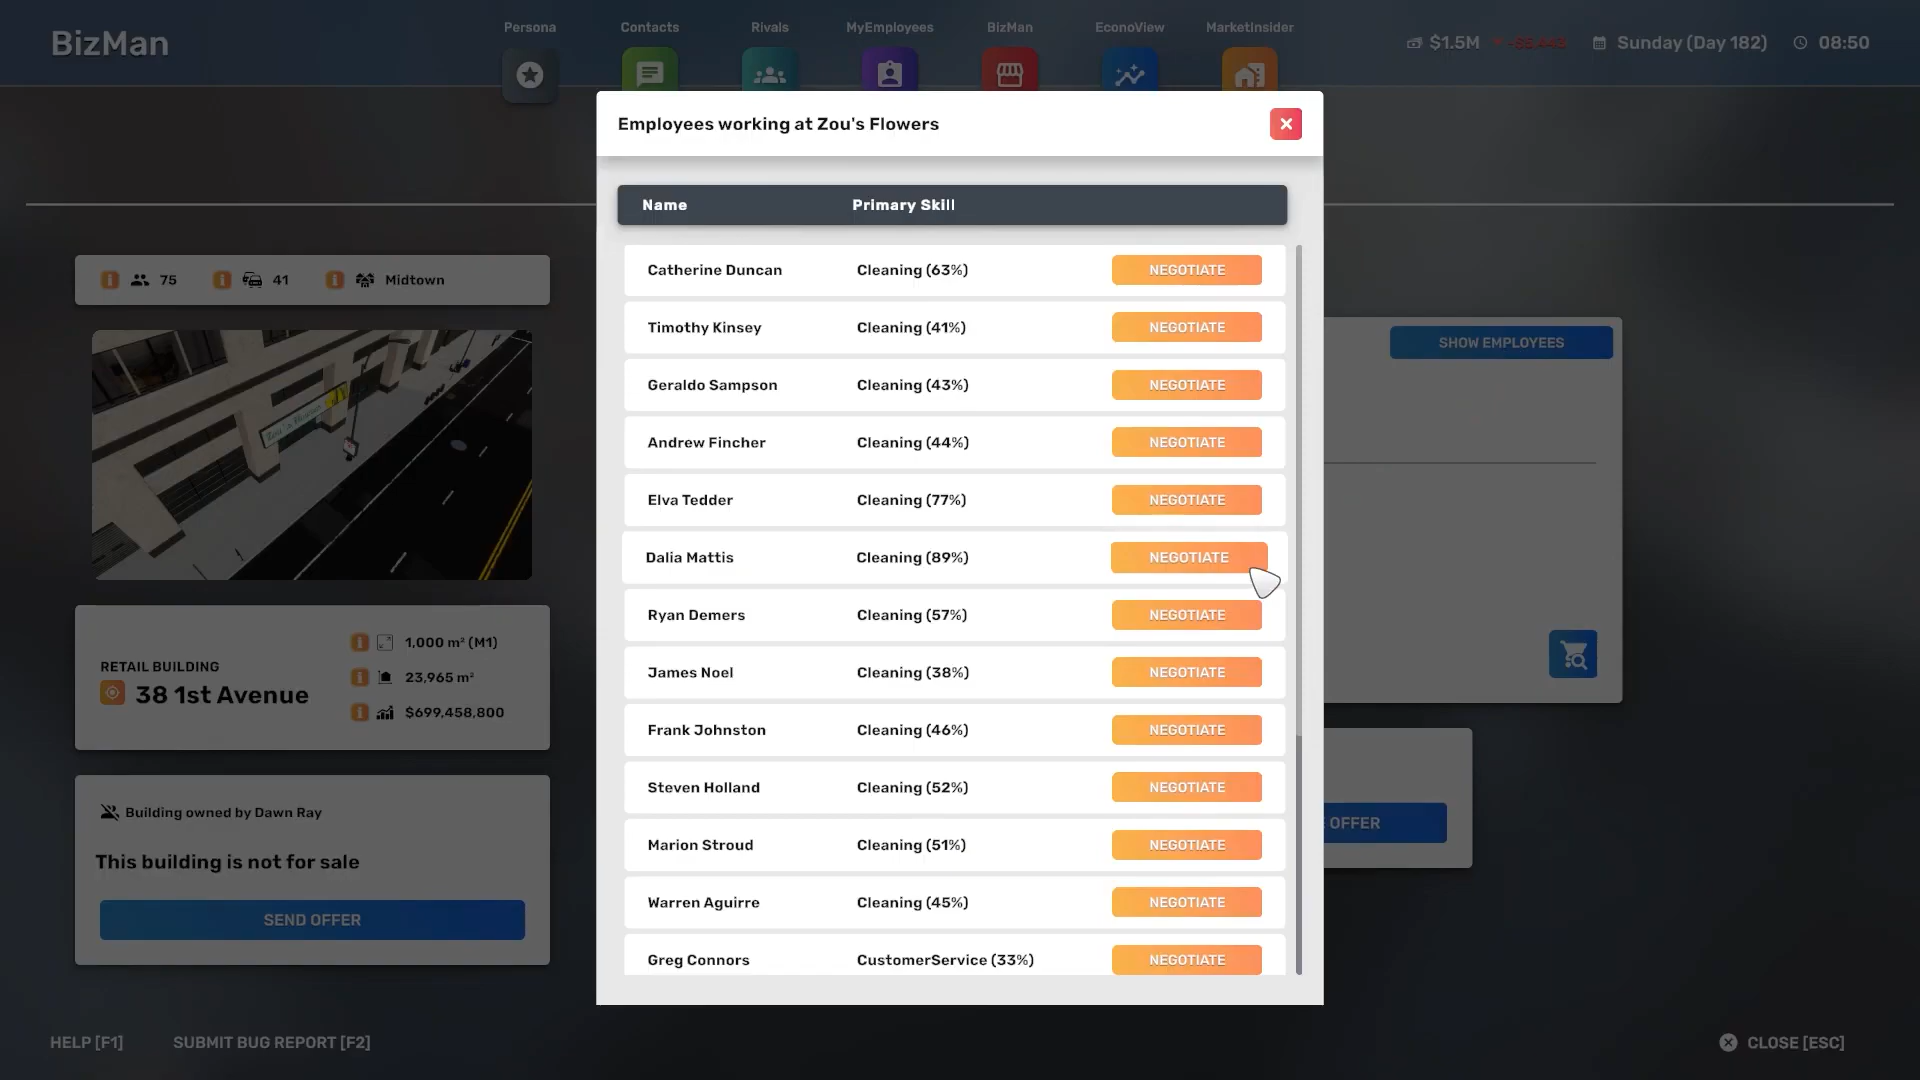 BizMan
Persona
Contacts
Rivals
MyEmployees
BizMan
EconoView
MarketInsider
$1.5M
Sunday (Day 182)
08:50
Employees working at Zou's Flowers
Name Primary Skill
Catherine Duncan Cleaning (63%) NEGOTIATE
Timothy Kinsey Cleaning (41%) NEGOTIATE
Geraldo Sampson Cleaning (43%) NEGOTIATE
Andrew Fincher Cleaning (44%) NEGOTIATE
Elva Tedder Cleaning (77%) NEGOTIATE
Dalia Mattis Cleaning (89%) NEGOTIATE
Ryan Demers Cleaning (57%) NEGOTIATE
James Noel Cleaning (38%) NEGOTIATE
Frank Johnston Cleaning (46%) NEGOTIATE
Steven Holland Cleaning (52%) NEGOTIATE
Marion Stroud Cleaning (51%) NEGOTIATE
Warren Aguirre Cleaning (45%) NEGOTIATE
Greg Connors CustomerService (33%) NEGOTIATE
75 41 Midtown
RETAIL BUILDING
38 1st Avenue
1,000 m² (M1)
23,965 m²
$699,458,800
Building owned by Dawn Ray
This building is not for sale
SEND OFFER
SHOW EMPLOYEES
OFFER
HELP [F1]
SUBMIT BUG REPORT [F2]
CLOSE [ESC]